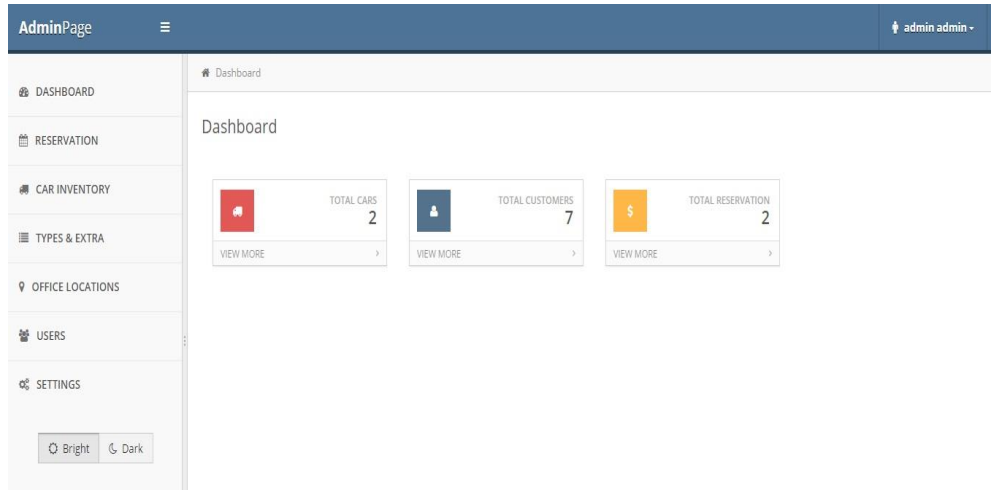 AdminPage
admin admin
DASHBOARD
RESERVATION
CAR INVENTORY
TYPES & EXTRA
OFFICE LOCATIONS
USERS
SETTINGS
Bright Dark
Dashboard
Dashboard
TOTAL CARS
2
VIEW MORE
TOTAL CUSTOMERS
7
VIEW MORE
TOTAL RESERVATION
2
VIEW MORE